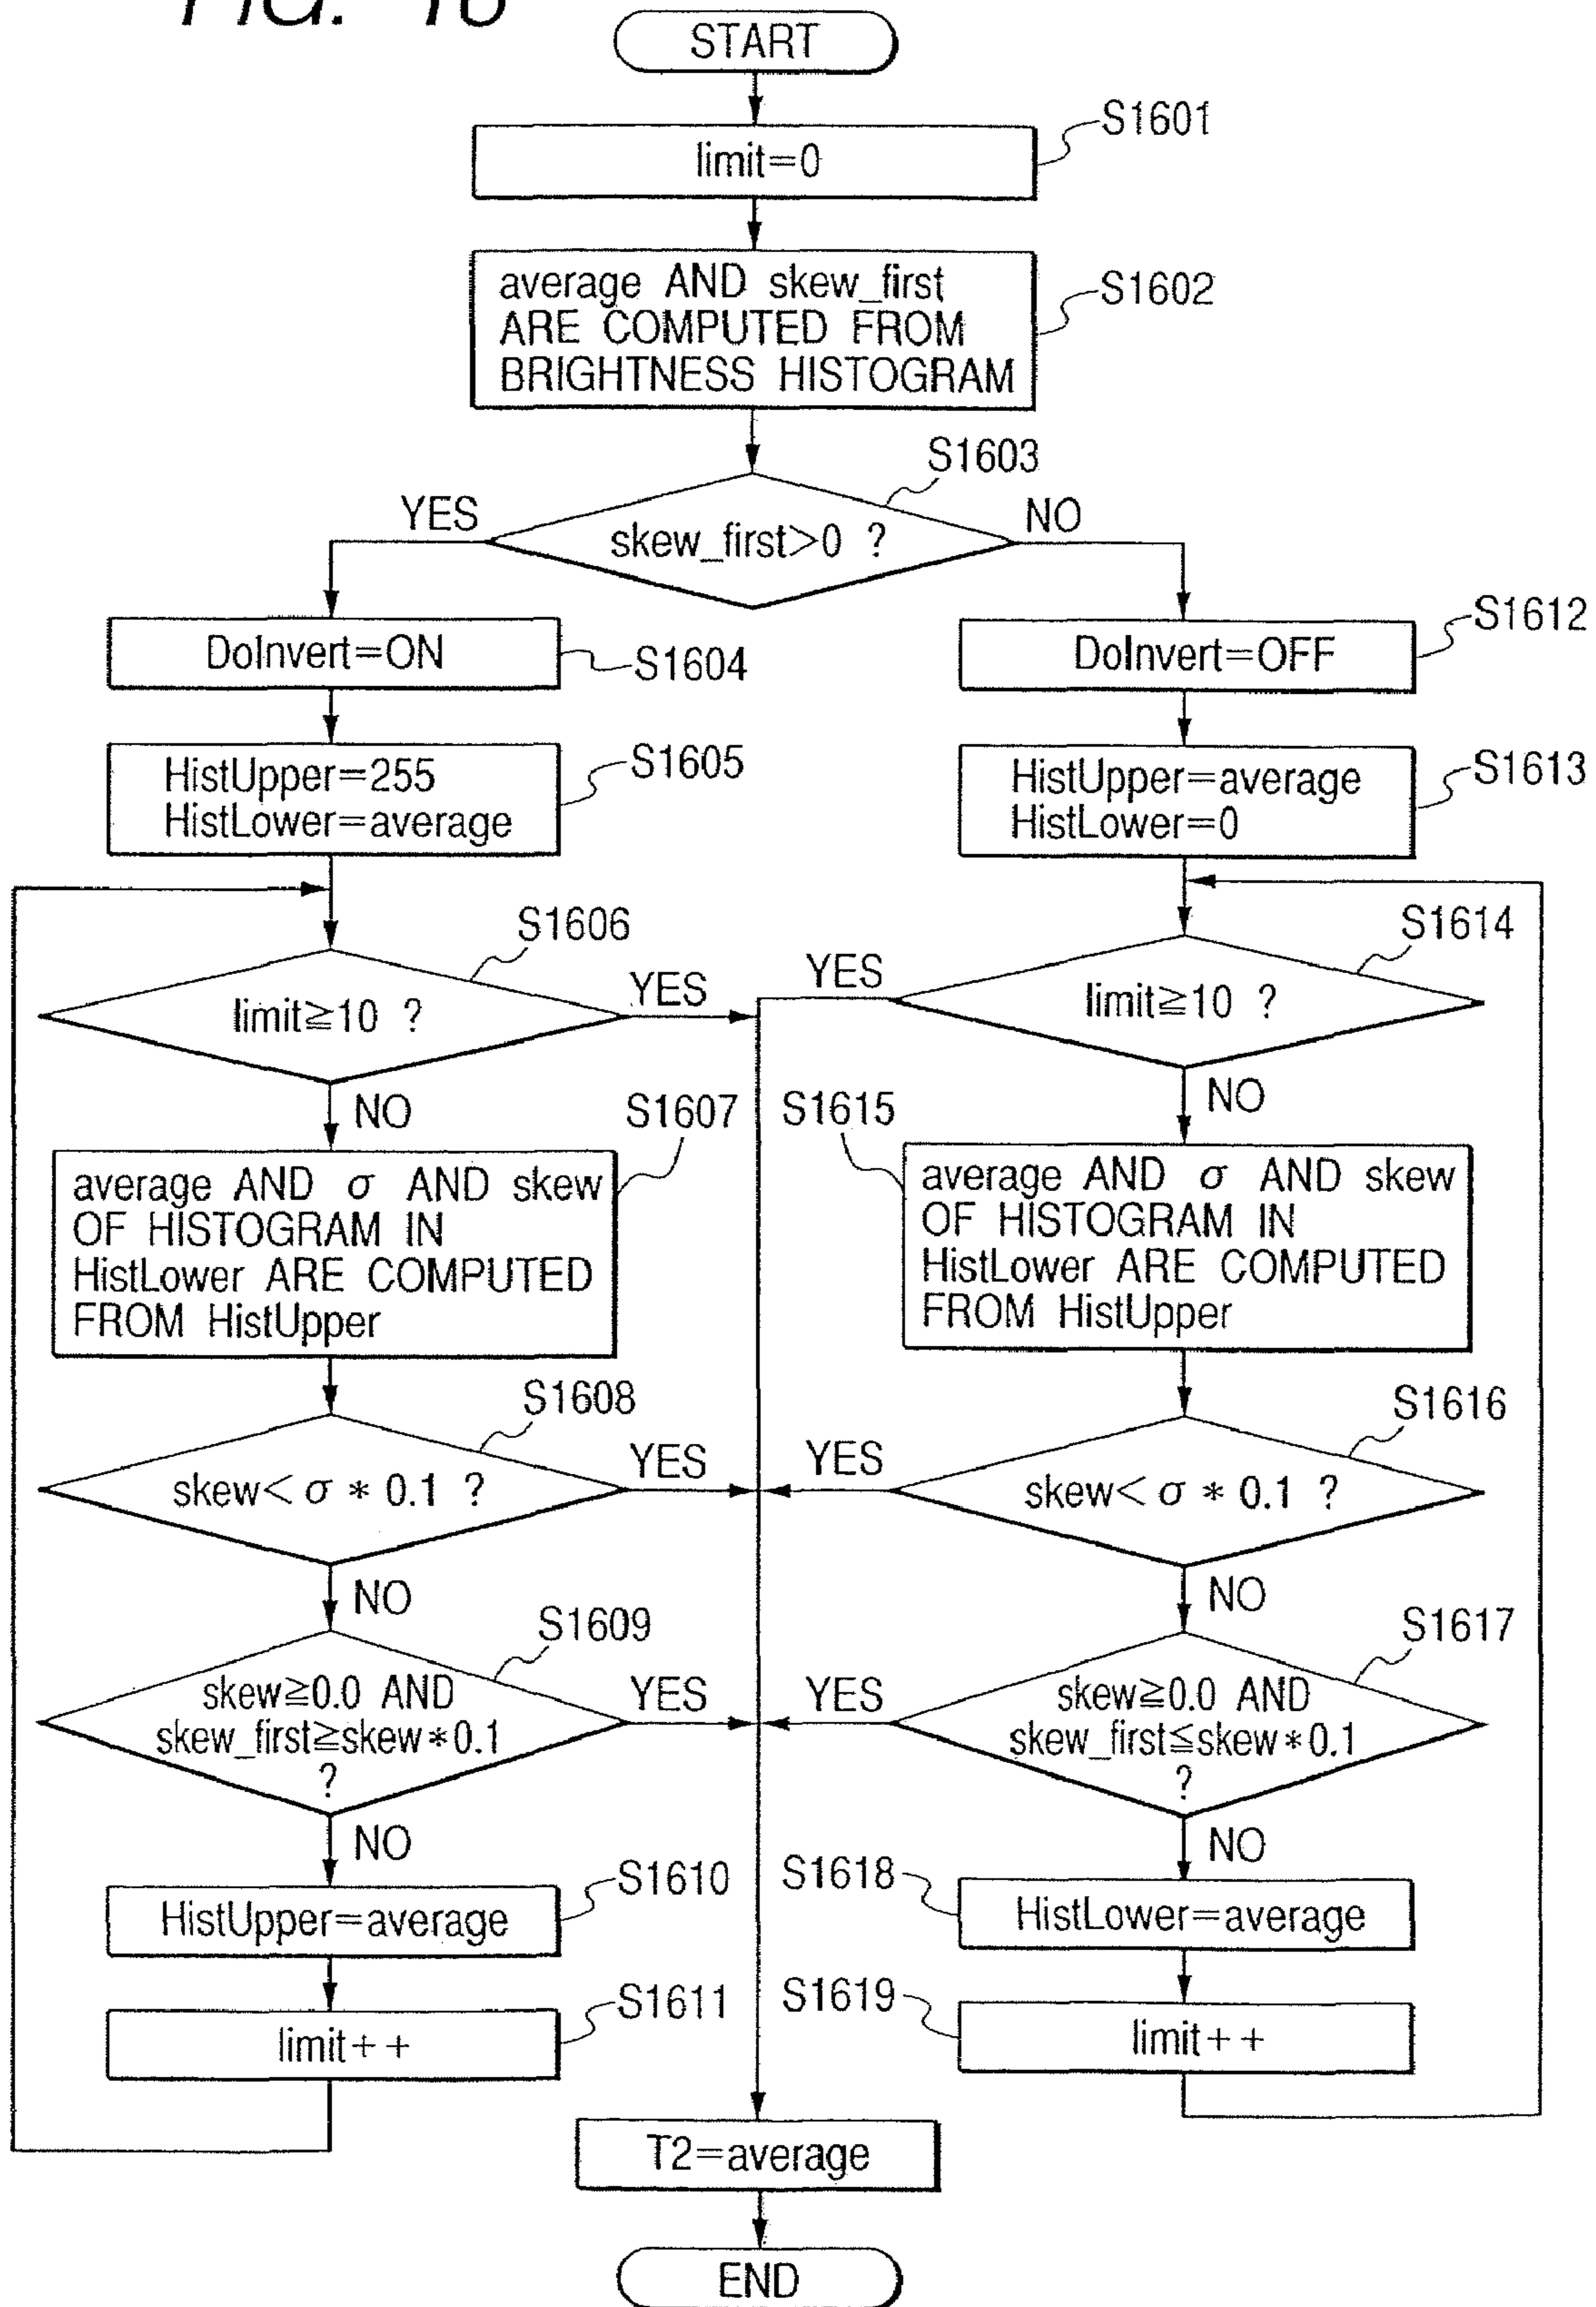 FIG. 16
START
S1601
limit=0
S1602
average AND skew_first
ARE COMPUTED FROM
BRIGHTNESS HISTOGRAM
S1603
YES
NO
skew_first>0 ?
S1612
DoInvert=ON
S1604
DoInvert=OFF
S1605
HistUpper=255
HistLower=average
S1613
HistUpper=average
HistLower=0
S1606
limit≧10 ?
YES
NO
S1614
YES
limit≧10 ?
NO
S1607
average AND σ AND skew
OF HISTOGRAM IN
HistLower ARE COMPUTED
FROM HistUpper
S1615
average AND σ AND skew
OF HISTOGRAM IN
HistLower ARE COMPUTED
FROM HistUpper
S1608
skew< σ * 0.1 ?
YES
NO
S1616
YES
skew< σ * 0.1 ?
NO
S1609
skew≧0.0 AND
skew_first≧skew*0.1
?
YES
NO
S1617
YES
skew≧0.0 AND
skew_first≦skew*0.1
?
NO
S1610
HistUpper=average
S1618
HistLower=average
S1611
limit++
S1619
limit++
T2=average
END